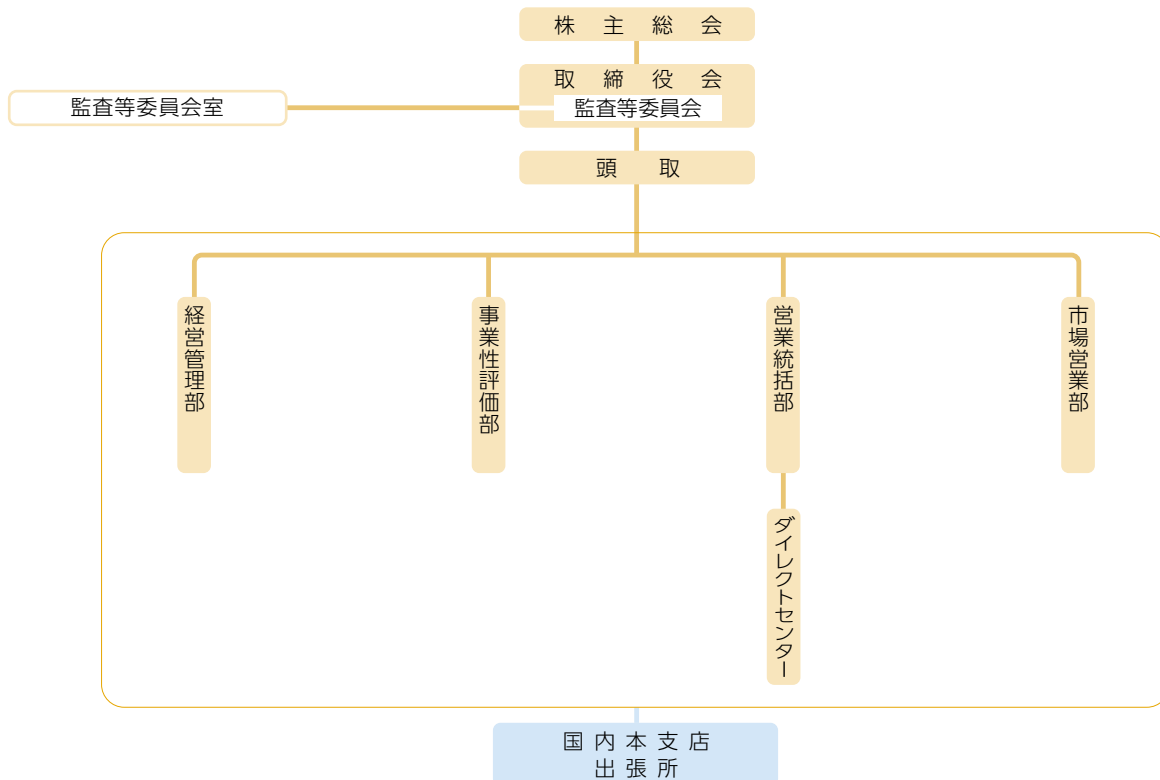 株主総会
取締役会
監査等委員会
監査等委員会室
頭取
経営管理部
事業性評価部
営業統括部
市場営業部
ダイレクトセンター
国内本支店
出張所